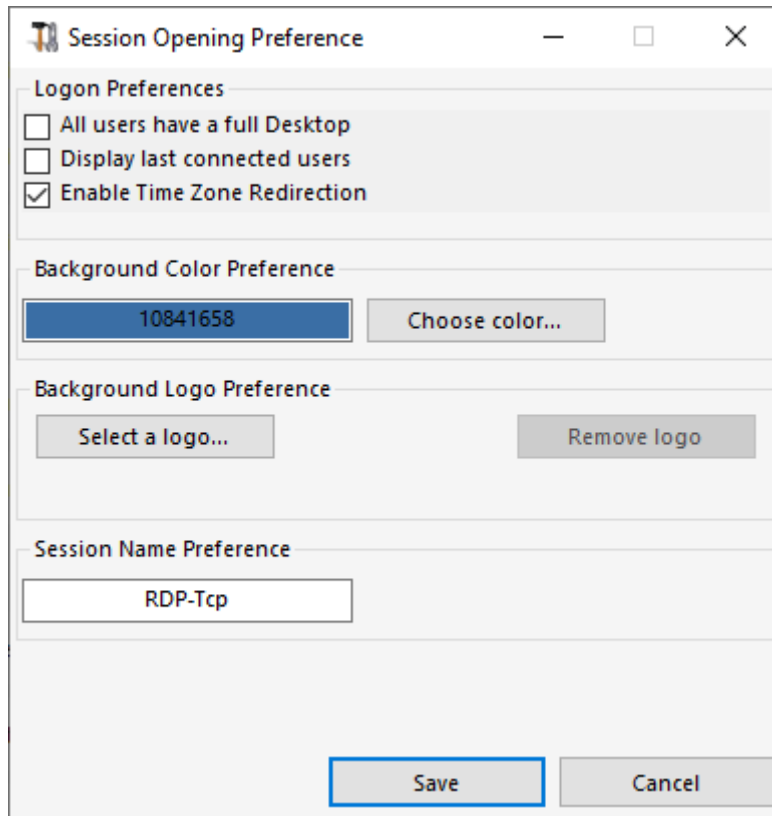 Session Opening Preference
Logon Preferences
All users have a full Desktop
Display last connected users
Enable Time Zone Redirection
Background Color Preference
10841658
Choose color...
Background Logo Preference
Select a logo...
Remove logo
Session Name Preference
RDP-Tcp
Save
Cancel